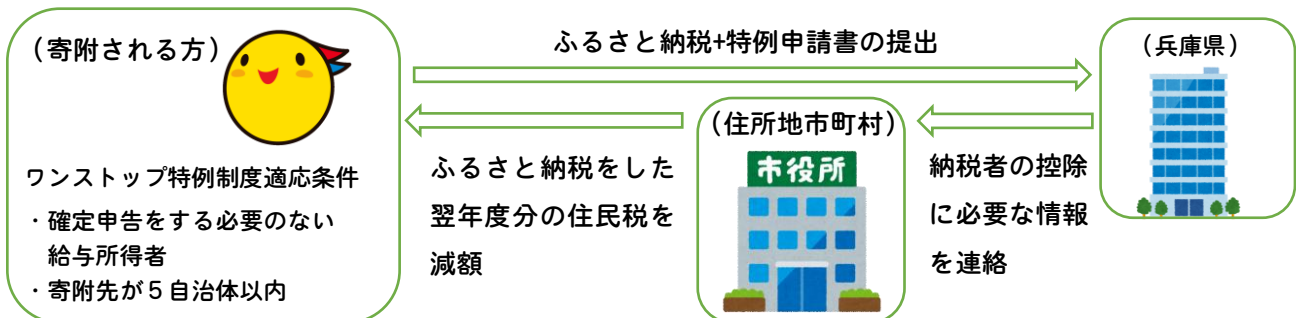 （寄附される方）
ワンストップ特例制度適応条件
・確定申告をする必要のない
給与所得者
・寄附先が５自治体以内
ふるさと納税+特例申請書の提出
（兵庫県）
納税者の控除
に必要な情報
を連絡
（住所地市町村）
市役所
ふるさと納税をした
翌年度分の住民税を
減額